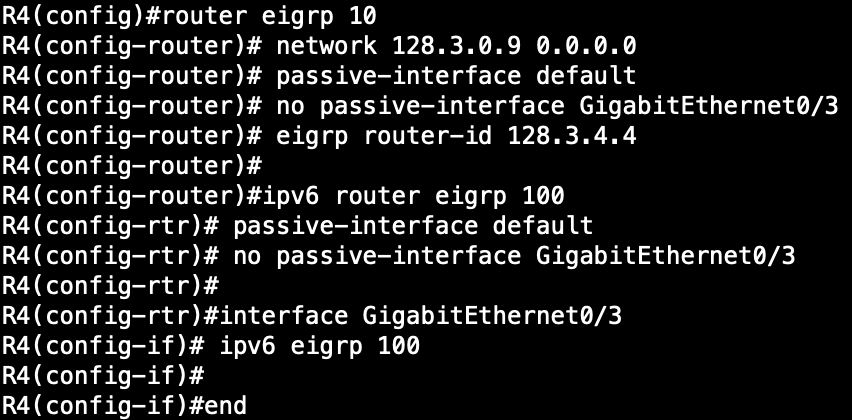 R4(config)#router eigrp 10
R4(config-router)# network 128.3.0.9 0.0.0.0
R4(config-router)# passive-interface default
R4(config-router)# no passive-interface GigabitEthernet0/3
R4(config-router)# eigrp router-id 128.3.4.4
R4(config-router)#
R4(config-router)#ipv6 router eigrp 100
R4(config-rtr)# passive-interface default
R4(config-rtr)# no passive-interface GigabitEthernet0/3
R4(config-rtr)#
R4(config-rtr)#interface GigabitEthernet0/3
R4(config-if)# ipv6 eigrp 100
R4(config-if)#
R4(config-if)#end